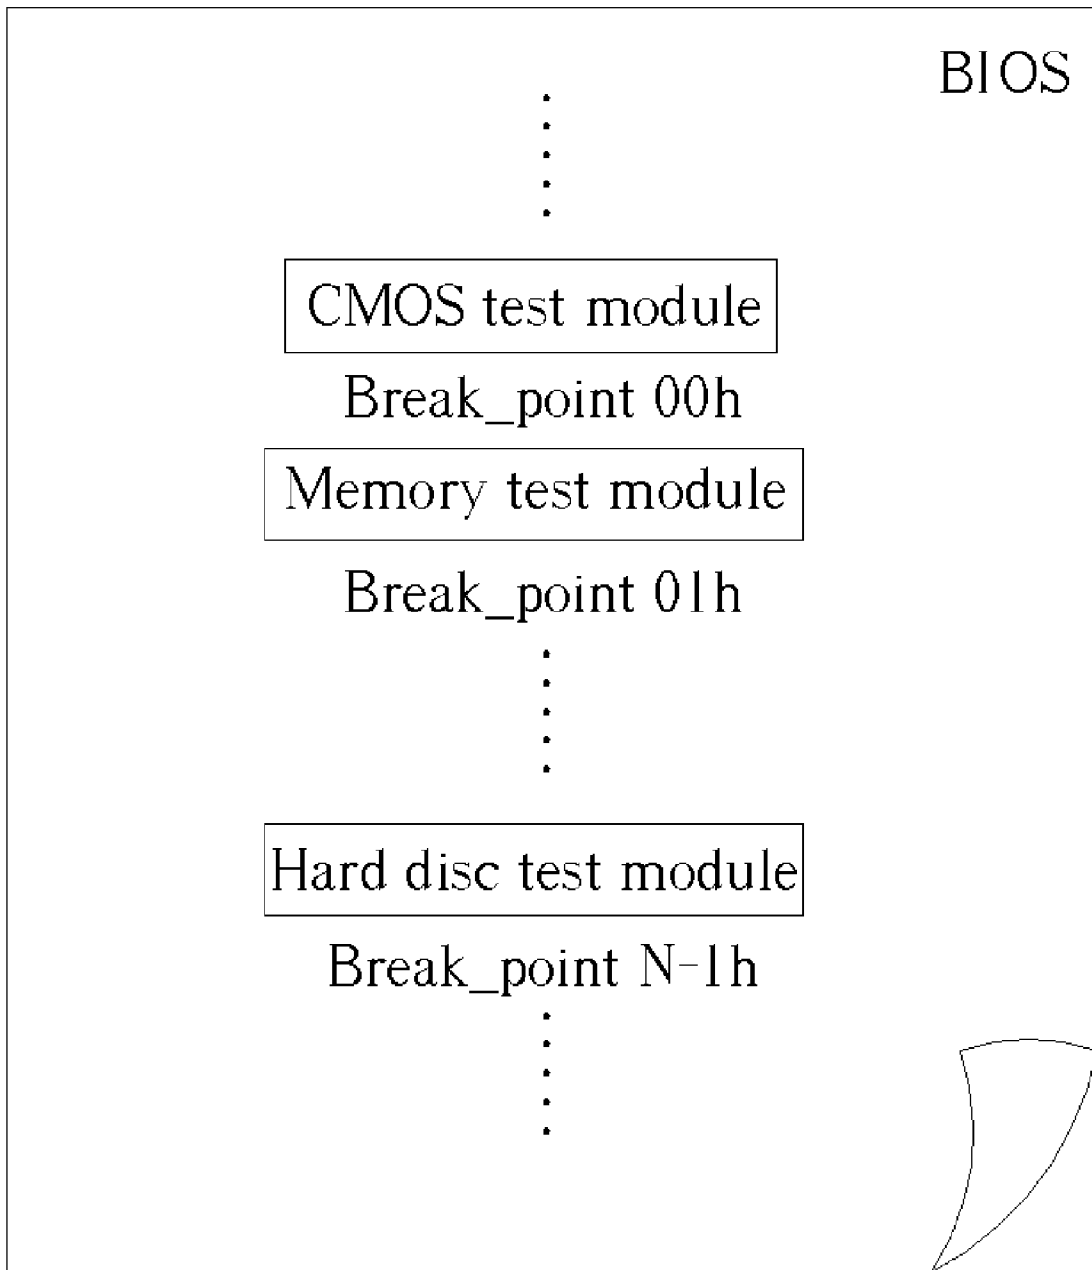 BIOS
CMOS test module
Break_point 00h
Memory test module
Break_point 01h
Hard disc test module
Break_point N-1h